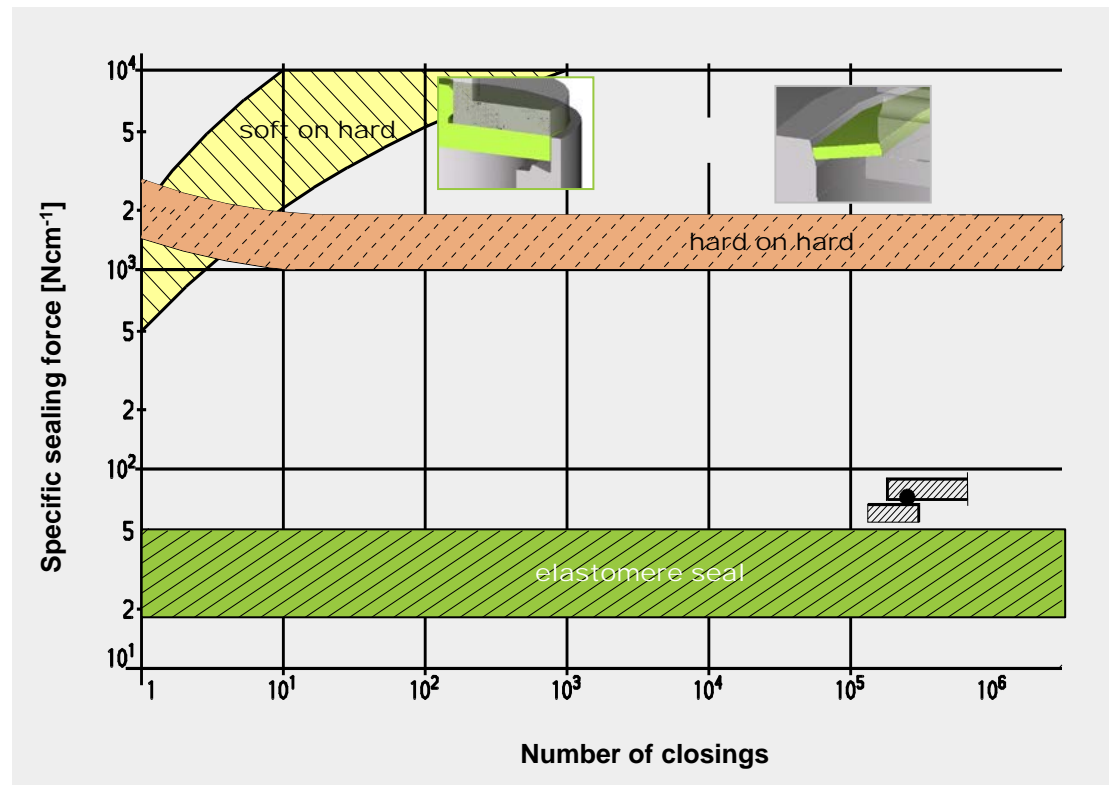 10⁴
5
2
10³
5
2
10²
5
2
10¹
Specific sealing force [Ncm⁻¹]
soft on hard
hard on hard
elastomere seal
1 10¹ 10² 10³ 10⁴ 10⁵ 10⁶
Number of closings